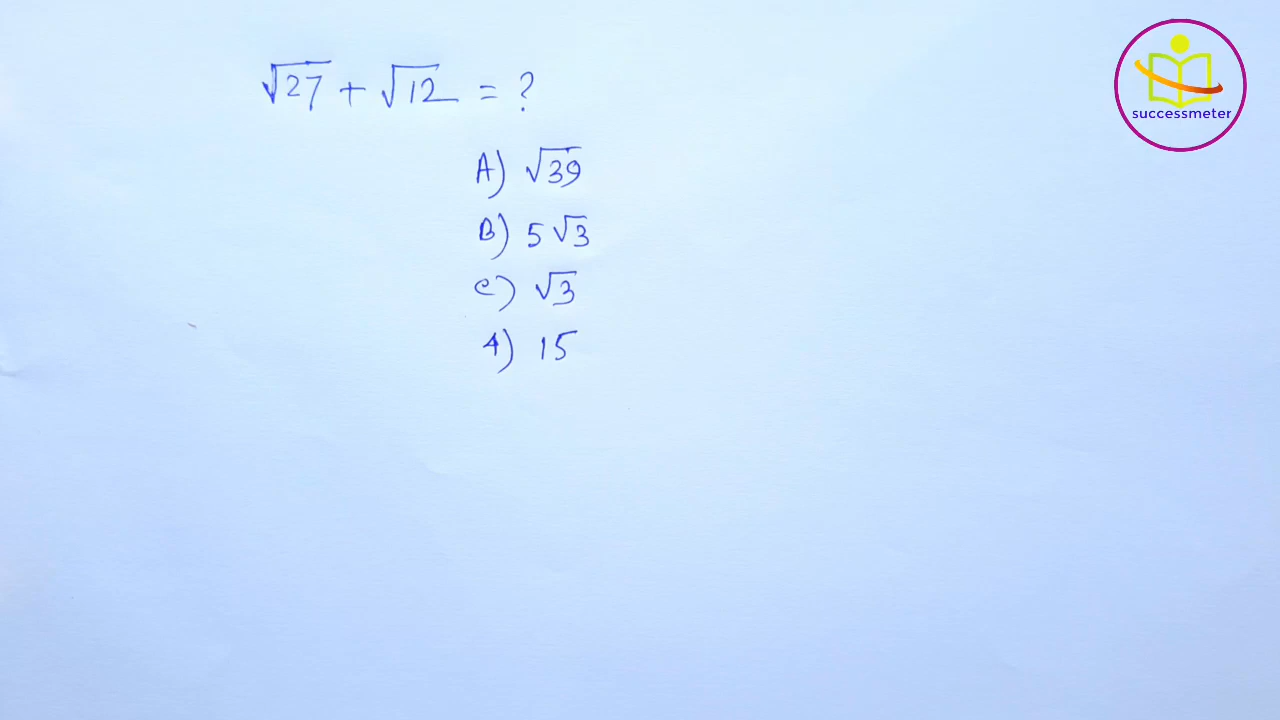 √27 + √12 = ?
A) √39
B) 5√3
C) √3
4) 15
successmeter